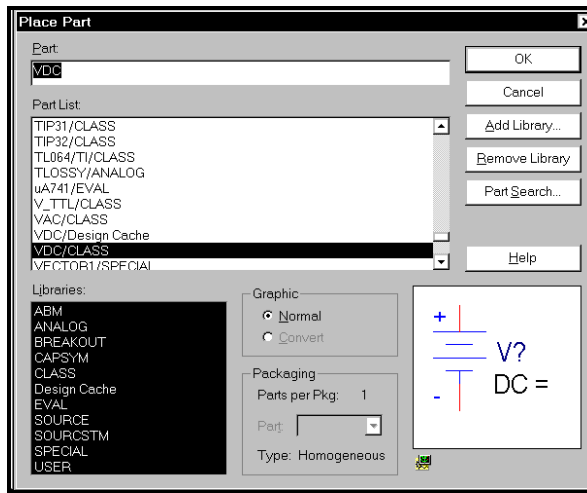 Place Part
Part:
VDC
OK
Cancel
Add Library...
Remove Library
Part Search...
Help
Part List:
TIP31/CLASS
TIP32/CLASS
TL064/TI/CLASS
TLOSSY/ANALOG
uA741/EVAL
V_TTL/CLASS
VAC/CLASS
VDC/Design Cache
VDC/CLASS
VECTOR1/SPECIAL
Libraries:
ABM
ANALOG
BREAKOUT
CAPSYM
CLASS
Design Cache
EVAL
SOURCE
SOURCSTM
SPECIAL
USER
Graphic
Normal
Convert
Packaging
Parts per Pkg: 1
Part:
Type: Homogeneous
+
V?
DC =
-